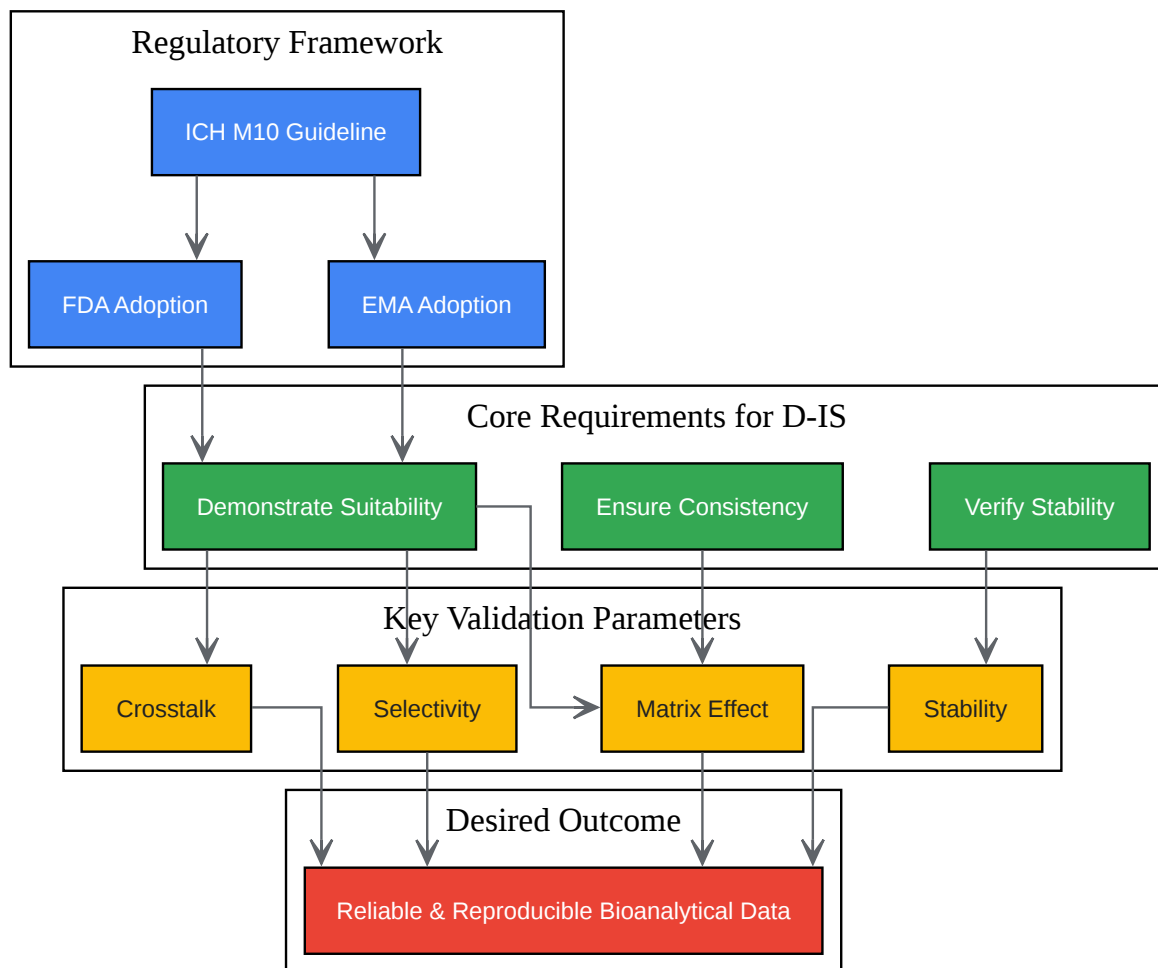 Regulatory Framework
ICH M10 Guideline
FDA Adoption
EMA Adoption
Core Requirements for D-IS
Demonstrate Suitability
Ensure Consistency
Verify Stability
Key Validation Parameters
Crosstalk
Selectivity
Matrix Effect
Stability
Desired Outcome
Reliable & Reproducible Bioanalytical Data